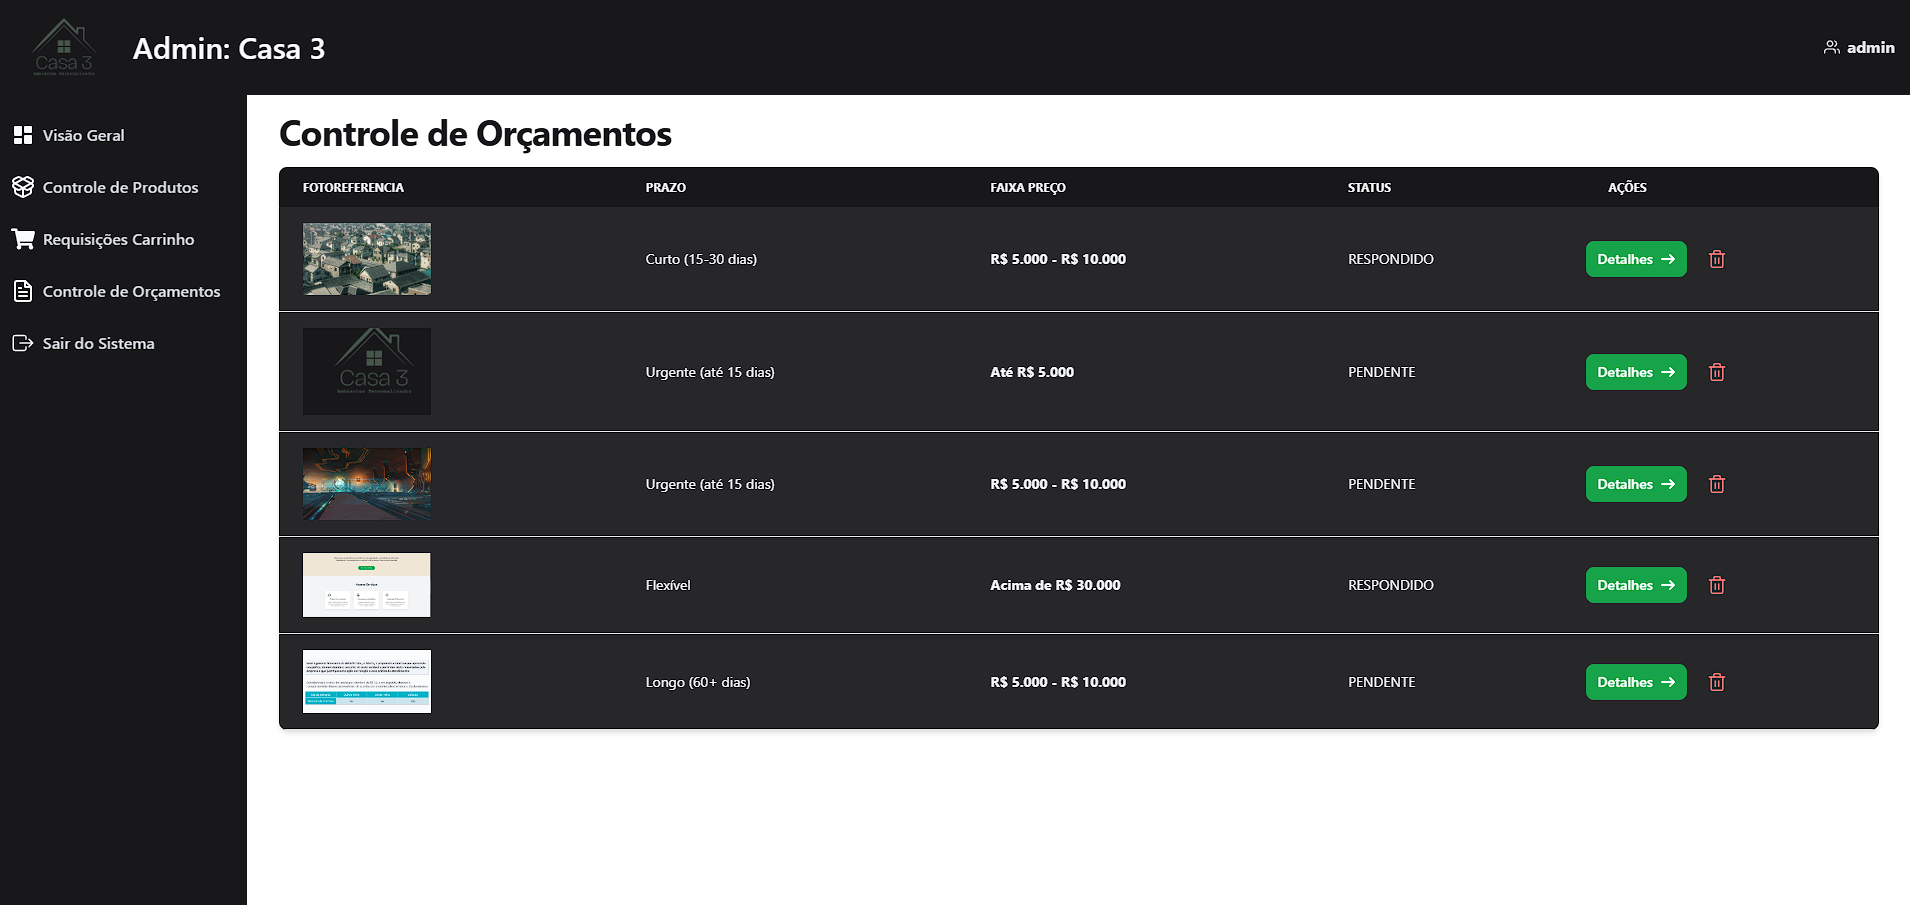 Casa 3
Admin: Casa 3
admin
Visão Geral
Controle de Produtos
Requisições Carrinho
Controle de Orçamentos
Sair do Sistema
Controle de Orçamentos
FOTOREFERENCIA PRAZO FAIXA PREÇO STATUS AÇÕES
Curto (15-30 dias) R$ 5.000 - R$ 10.000 RESPONDIDO Detalhes
Casa 3
Urgente (até 15 dias) Até R$ 5.000 PENDENTE Detalhes
Urgente (até 15 dias) R$ 5.000 - R$ 10.000 PENDENTE Detalhes
Flexível Acima de R$ 30.000 RESPONDIDO Detalhes
Longo (60+ dias) R$ 5.000 - R$ 10.000 PENDENTE Detalhes